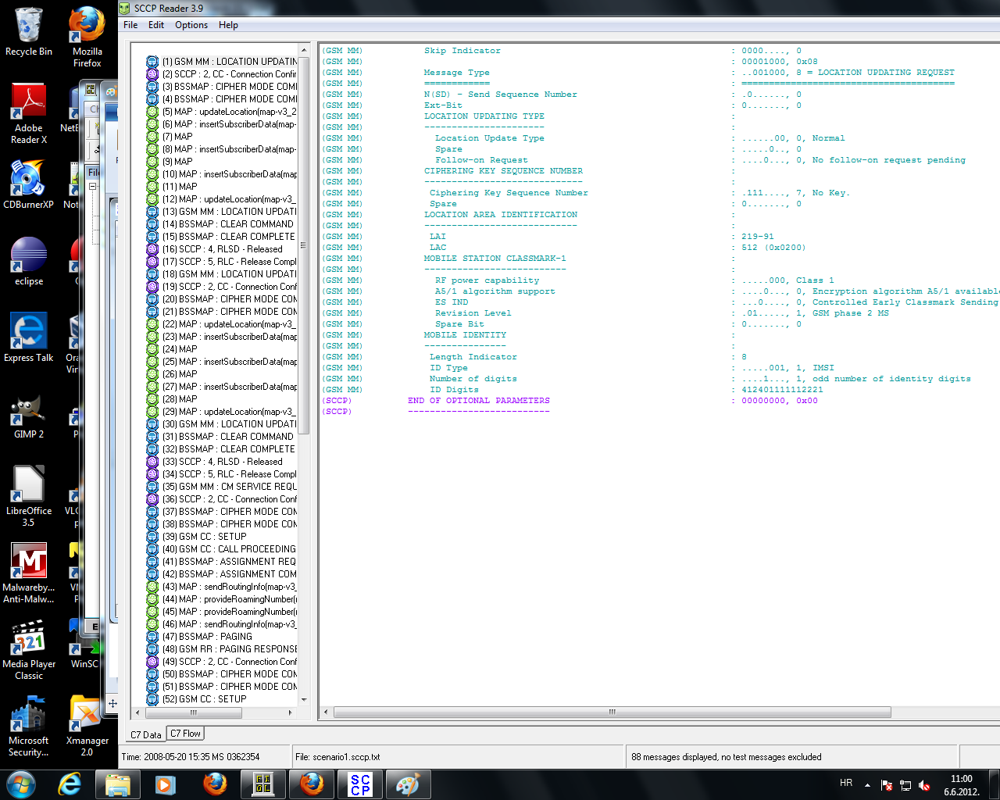 SCCP Reader 3.9
File Edit Options Help
Recycle Bin
Mozilla Firefox
Adobe Reader X
CDBurnerXP
eclipse
Express Talk
GIMP 2
LibreOffice 3.5
Malwareby... Anti-Malw...
Media Player Classic
WinSC
Microsoft Security...
Xmanager 2.0
(1) GSM MM : LOCATION UPDATIN
(2) SCCP : 2, CC - Connection Confir
(3) BSSMAP : CIPHER MODE COM
(4) BSSMAP : CIPHER MODE COM
(5) MAP : updateLocation(map-v3_2
(6) MAP : insertSubscriberData(map-
(7) MAP
(8) MAP : insertSubscriberData(map-
(9) MAP
(10) MAP : insertSubscriberData(ma
(11) MAP
(12) MAP : updateLocation(map-v3_
(13) GSM MM : LOCATION UPDATI
(14) BSSMAP : CLEAR COMMAND
(15) BSSMAP : CLEAR COMPLETE
(16) SCCP : 4, RLSD - Released
(17) SCCP : 5, RLC - Release Compl
(18) GSM MM : LOCATION UPDATI
(19) SCCP : 2, CC - Connection Conf
(20) BSSMAP : CIPHER MODE CON
(21) BSSMAP : CIPHER MODE CON
(22) MAP : updateLocation(map-v3_
(23) MAP : insertSubscriberData(map
(24) MAP
(25) MAP : insertSubscriberData(map
(26) MAP
(27) MAP : insertSubscriberData(map
(28) MAP
(29) MAP : updateLocation(map-v3_
(30) GSM MM : LOCATION UPDATI
(31) BSSMAP : CLEAR COMMAND
(32) BSSMAP : CLEAR COMPLETE
(33) SCCP : 4, RLSD - Released
(34) SCCP : 5, RLC - Release Compl
(35) GSM MM : CM SERVICE REQU
(36) SCCP : 2, CC - Connection Conf
(37) BSSMAP : CIPHER MODE CON
(38) BSSMAP : CIPHER MODE CON
(39) GSM CC : SETUP
(40) GSM CC : CALL PROCEEDING
(41) BSSMAP : ASSIGNMENT REQ
(42) BSSMAP : ASSIGNMENT COM
(43) MAP : sendRoutingInfo(map-v3_
(44) MAP : provideRoamingNumber(r
(45) MAP : provideRoamingNumber(r
(46) MAP : sendRoutingInfo(map-v3_
(47) BSSMAP : PAGING
(48) GSM RR : PAGING RESPONSE
(49) SCCP : 2, CC - Connection Conf
(50) BSSMAP : CIPHER MODE CON
(51) BSSMAP : CIPHER MODE CON
(52) GSM CC : SETUP
(GSM MM) Skip Indicator : 0000...., 0
(GSM MM) : 00001000, 0x08
(GSM MM) Message Type : ..001000, 8 = LOCATION UPDATING REQUEST
(GSM MM) ============ : =======================================
(GSM MM) N(SD) - Send Sequence Number : .0......, 0
(GSM MM) Ext-Bit : 0......., 0
(GSM MM) LOCATION UPDATING TYPE :
(GSM MM) ---------------------- :
(GSM MM) Location Update Type : ......00, 0, Normal
(GSM MM) Spare : .....0.., 0
(GSM MM) Follow-on Request : ....0..., 0, No follow-on request pending
(GSM MM) CIPHERING KEY SEQUENCE NUMBER :
(GSM MM) ----------------------------- :
(GSM MM) Ciphering Key Sequence Number : .111...., 7, No Key.
(GSM MM) Spare : 0......., 0
(GSM MM) LOCATION AREA IDENTIFICATION :
(GSM MM) ---------------------------- :
(GSM MM) LAI : 219-91
(GSM MM) LAC : 512 (0x0200)
(GSM MM) MOBILE STATION CLASSMARK-1 :
(GSM MM) -------------------------- :
(GSM MM) RF power capability : .....000, Class 1
(GSM MM) A5/1 algorithm support : ....0..., 0, Encryption algorithm A5/1 available
(GSM MM) ES IND : ...0...., 0, Controlled Early Classmark Sending
(GSM MM) Revision Level : .01....., 1, GSM phase 2 MS
(GSM MM) Spare Bit : 0......., 0
(GSM MM) MOBILE IDENTITY :
(GSM MM) --------------- :
(GSM MM) Length Indicator : 8
(GSM MM) ID Type : .....001, 1, IMSI
(GSM MM) Number of digits : ....1..., 1, odd number of identity digits
(GSM MM) ID Digits : 412401111112221
(SCCP) END OF OPTIONAL PARAMETERS : 00000000, 0x00
(SCCP) --------------------------
C7 Data C7 Flow
Time: 2008-05-20 15:35 MS 0362354 File: scenario1.sccp.txt 88 messages displayed, no test messages excluded
SCCP
HR
11:00
6.6.2012.